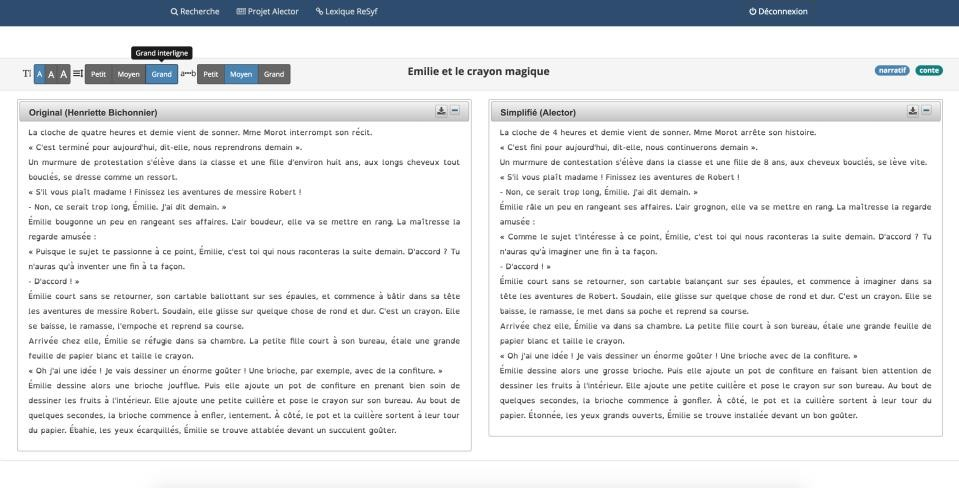 Recherche Projet Alector Lexique ReSyf Déconnexion
Grand interligne
A A A Petit Moyen Grand a b Petit Moyen Grand Emilie et le crayon magique narratif conte
Original (Henriette Bichonnier)
La cloche de quatre heures et demie vient de sonner. Mme Morot interrompt son récit.
« C'est terminé pour aujourd'hui, dit-elle, nous reprendrons demain ».
Un murmure de protestation s'élève dans la classe et une fille d'environ huit ans, aux longs cheveux tout
bouclés, se dresse comme un ressort.
« S'il vous plaît madame ! Finissez les aventures de messire Robert !
- Non, ce serait trop long, Émilie. J'ai dit demain. »
Émilie bougonne un peu en rangeant ses affaires. L'air boudeur, elle va se mettre en rang. La maîtresse la
regarde amusée :
« Puisque le sujet te passionne à ce point, Émilie, c'est toi qui nous raconteras la suite demain. D'accord ? Tu
n'auras qu'à inventer une fin à ta façon.
- D'accord ! »
Émilie court sans se retourner, son cartable ballottant sur ses épaules, et commence à bâtir dans sa tête
les aventures de messire Robert. Soudain, elle glisse sur quelque chose de rond et dur. C'est un crayon. Elle
se baisse, le ramasse, l'empoche et reprend sa course.
Arrivée chez elle, Émilie se réfugie dans sa chambre. La petite fille court à son bureau, étale une grande
feuille de papier blanc et taille le crayon.
« Oh j'ai une idée ! Je vais dessiner un énorme goûter ! Une brioche, par exemple, avec de la confiture. »
Émilie dessine alors une brioche joufflue. Puis elle ajoute un pot de confiture en prenant bien soin de
dessiner les fruits à l'intérieur. Elle ajoute une petite cuillère et pose le crayon sur son bureau. Au bout de
quelques secondes, la brioche commence à enfler, lentement. À côté, le pot et la cuillère sortent à leur tour
du papier. Ébahie, les yeux écarquillés, Émilie se trouve attablée devant un succulent goûter.
Simplifié (Alector)
La cloche de 4 heures et demie vient de sonner. Mme Morot arrête son histoire.
« C'est fini pour aujourd'hui, dit-elle, nous continuerons demain ».
Un murmure de contestation s'élève dans la classe et une fille de 8 ans, aux cheveux bouclés, se lève vite.
« S'il vous plaît madame ! Finissez les aventures de Robert !
- Non, ce serait trop long, Émilie. J'ai dit demain. »
Émilie râle un peu en rangeant ses affaires. L'air grognon, elle va se mettre en rang. La maîtresse la regarde
amusée :
« Comme le sujet t'intéresse à ce point, Émilie, c'est toi qui nous raconteras la suite demain. D'accord ? Tu
n'auras qu'à imaginer une fin à ta façon.
- D'accord ! »
Émilie court sans se retourner, son cartable balançant sur ses épaules, et commence à imaginer dans sa
tête les aventures de Robert. Soudain, elle glisse sur quelque chose de rond et dur. C'est un crayon. Elle se
baisse, le ramasse, le met dans sa poche et reprend sa course.
Arrivée chez elle, Émilie va dans sa chambre. La petite fille court à son bureau, étale une grande feuille de
papier blanc et taille le crayon.
« Oh j'ai une idée ! Je vais dessiner un énorme goûter ! Une brioche avec de la confiture. »
Émilie dessine alors une grosse brioche. Puis elle ajoute un pot de confiture en faisant bien attention de
dessiner les fruits à l'intérieur. Elle ajoute une petite cuillère et pose le crayon sur son bureau. Au bout de
quelques secondes, la brioche commence à gonfler. À côté, le pot et la cuillère sortent à leur tour du
papier. Étonnée, les yeux grands ouverts, Émilie se trouve installée devant un bon goûter.